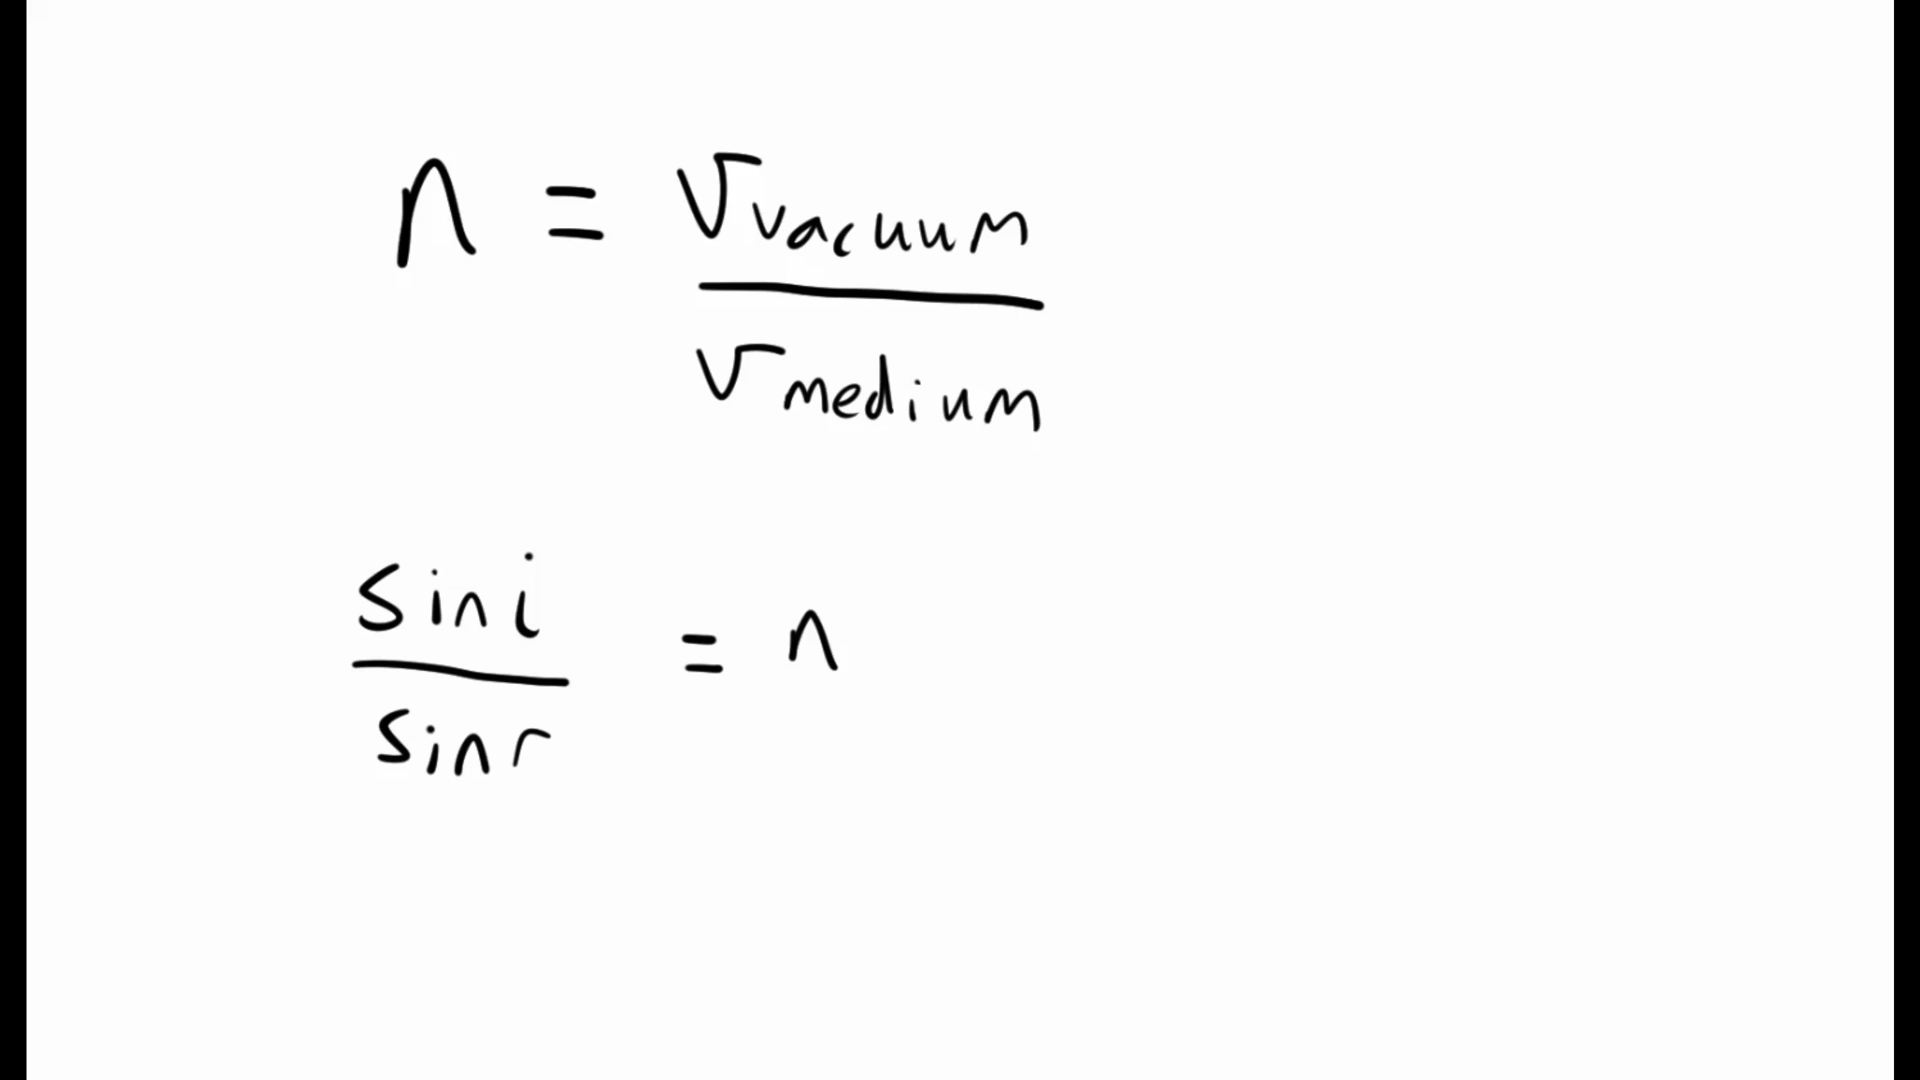 n = Vvacuum
Vmedium
sin i = n
sin r